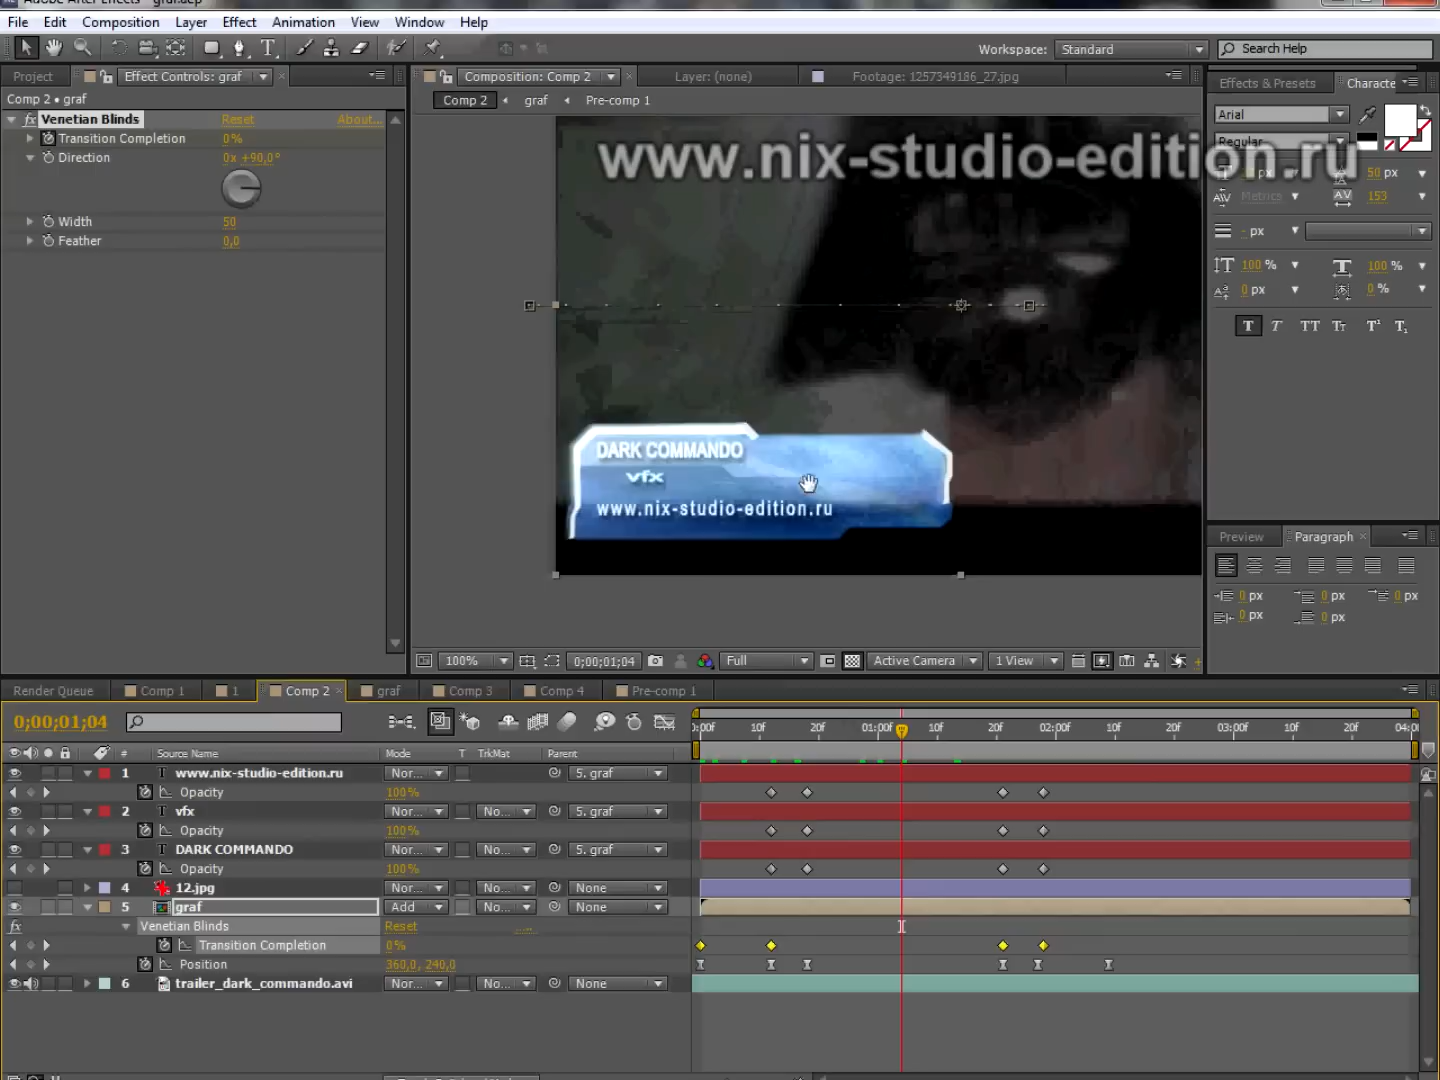 Adobe After Effects - graf.aep
File Edit Composition Layer Effect Animation View Window Help
Workspace: Standard Search Help
Project Effect Controls: graf Composition: Comp 2 Layer: (none) Footage: 1257349186_27.jpg Effects & Presets Characte
Comp 2 • graf Comp 2 graf Pre-comp 1
Venetian Blinds Reset About...
Transition Completion 0%
Direction 0x +90,0°
Width 50
Feather 0,0
www.nix-studio-edition.ru
DARK COMMANDO
vfx
www.nix-studio-edition.ru
Arial
Regular
px 50 px
Metrics 153
- px
100 % 100 %
0 px 0 %
T T TT Tt T¹ T₁
Preview Paragraph
0 px 0 px 0 px
0 px 0 px
100% 0;00;01;04 Full Active Camera 1 View
Render Queue Comp 1 1 Comp 2 graf Comp 3 Comp 4 Pre-comp 1
0;00;01;04
:00f 10f 20f 01:00f 10f 20f 02:00f 10f 20f 03:00f 10f 20f 04:0
# Source Name Mode T TrkMat Parent
1 T www.nix-studio-edition.ru Nor... 5. graf
Opacity 100%
2 T vfx Nor... No... 5. graf
Opacity 100%
3 T DARK COMMANDO Nor... No... 5. graf
Opacity 100%
4 12.jpg Nor... No... None
5 graf Add No... None
fx Venetian Blinds Reset ...
Transition Completion 0%
Position 360,0, 240,0
6 trailer_dark_commando.avi Nor... No... None